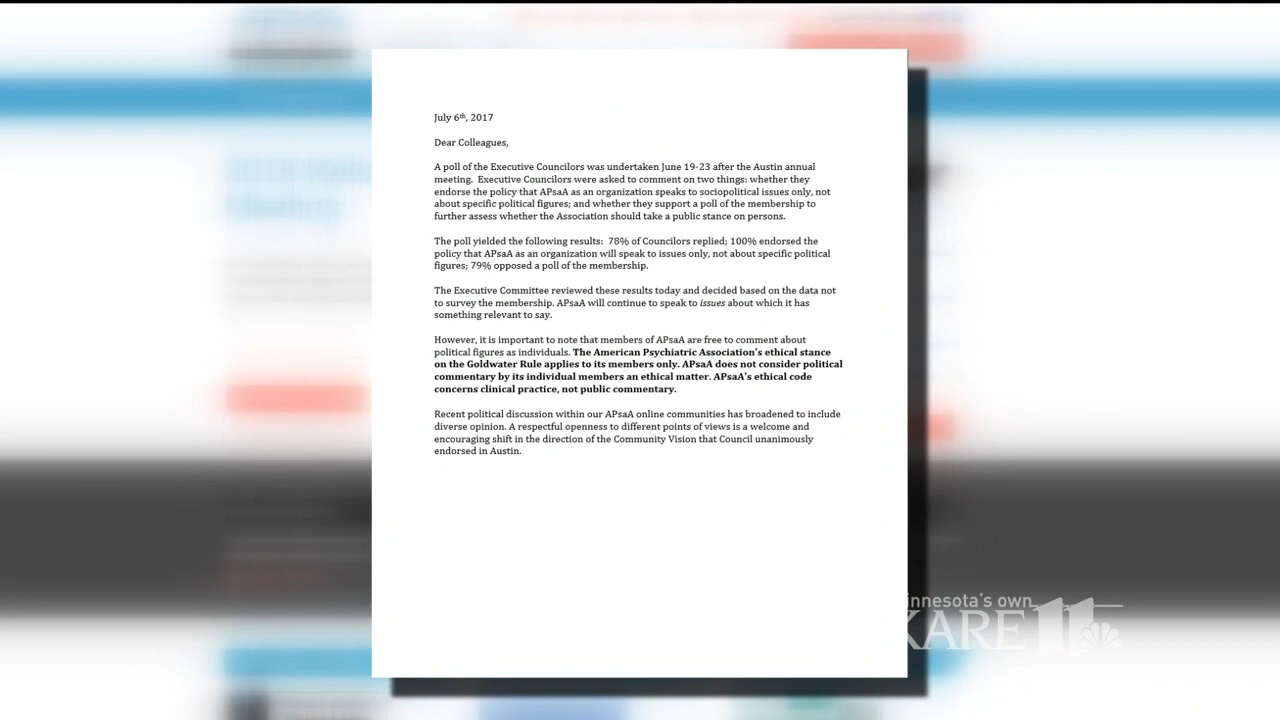 July 6th, 2017
Dear Colleagues,
A poll of the Executive Councilors was undertaken June 19-23 after the Austin annual
meeting.  Executive Councilors were asked to comment on two things: whether they
endorse the policy that APsaA as an organization speaks to sociopolitical issues only, not
about specific political figures; and whether they support a poll of the membership to
further assess whether the Association should take a public stance on persons.
The poll yielded the following results:  78% of Councilors replied; 100% endorsed the
policy that APsaA as an organization will speak to issues only, not about specific political
figures; 79% opposed a poll of the membership.
The Executive Committee reviewed these results today and decided based on the data not
to survey the membership. APsaA will continue to speak to issues about which it has
something relevant to say.
However, it is important to note that members of APsaA are free to comment about
political figures as individuals. The American Psychiatric Association's ethical stance
on the Goldwater Rule applies to its members only. APsaA does not consider political
commentary by its individual members an ethical matter. APsaA's ethical code
concerns clinical practice, not public commentary.
Recent political discussion within our APsaA online communities has broadened to include
diverse opinion. A respectful openness to different points of views is a welcome and
encouraging shift in the direction of the Community Vision that Council unanimously
endorsed in Austin.
innesota's own
KARE 11